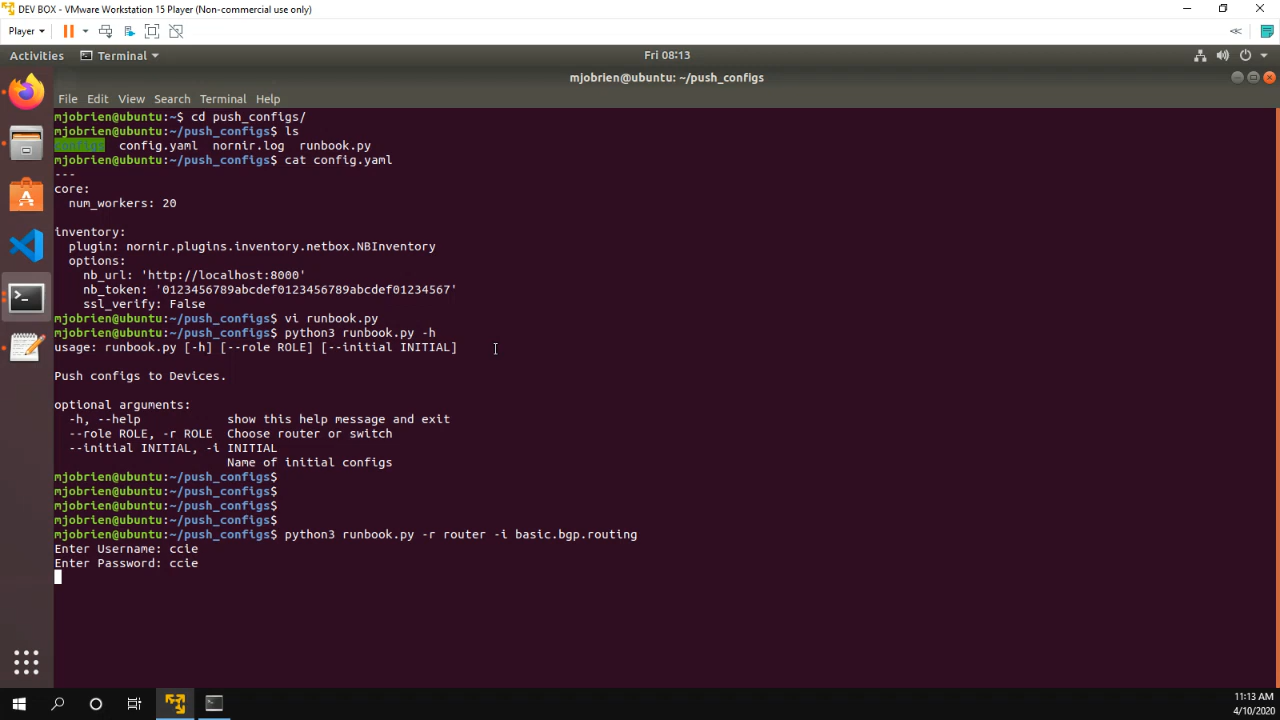 DEV BOX - VMware Workstation 15 Player (Non-commercial use only)
Player
Activities
Terminal
Fri 08:13
mjobrien@ubuntu: ~/push_configs
File Edit View Search Terminal Help
mjobrien@ubuntu:~$ cd push_configs/
mjobrien@ubuntu:~/push_configs$ ls
configs config.yaml nornir.log runbook.py
mjobrien@ubuntu:~/push_configs$ cat config.yaml
---
core:
num_workers: 20
inventory:
plugin: nornir.plugins.inventory.netbox.NBInventory
options:
nb_url: 'http://localhost:8000'
nb_token: '0123456789abcdef0123456789abcdef01234567'
ssl_verify: False
mjobrien@ubuntu:~/push_configs$ vi runbook.py
mjobrien@ubuntu:~/push_configs$ python3 runbook.py -h
usage: runbook.py [-h] [--role ROLE] [--initial INITIAL]
Push configs to Devices.
optional arguments:
-h, --help show this help message and exit
--role ROLE, -r ROLE Choose router or switch
--initial INITIAL, -i INITIAL
Name of initial configs
mjobrien@ubuntu:~/push_configs$
mjobrien@ubuntu:~/push_configs$
mjobrien@ubuntu:~/push_configs$
mjobrien@ubuntu:~/push_configs$
mjobrien@ubuntu:~/push_configs$ python3 runbook.py -r router -i basic.bgp.routing
Enter Username: ccie
Enter Password: ccie
11:13 AM
4/10/2020